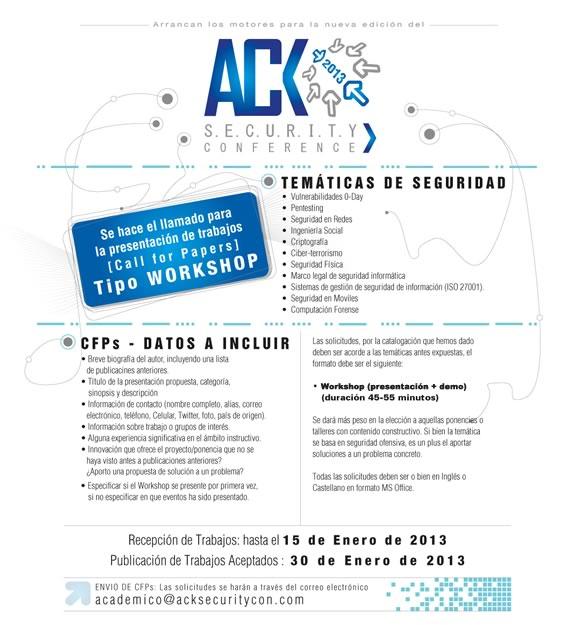 Arrancan los motores para la nueva edición del
ACK
2013
S.E.C.U.R.I.T.Y
CONFERENCE
TEMÁTICAS DE SEGURIDAD
• Vulnerabilidades 0-Day
• Pentesting
• Seguridad en Redes
• Ingeniería Social
• Criptografía
• Ciber-terrorismo
• Seguridad Física
• Marco legal de seguridad informática
• Sistemas de gestión de seguridad de información (ISO 27001).
• Seguridad en Moviles
• Computación Forense
Se hace el llamado para
la presentación de trabajos
[Call for Papers]
Tipo WORKSHOP
CFPs - DATOS A INCLUIR
• Breve biografía del autor, incluyendo una lista
de publicaciones anteriores.
• Título de la presentación propuesta, categoría,
sinopsis y descripción
• Información de contacto (nombre completo, alias, correo
electrónico, teléfono, Celular, Twitter, foto, país de origen).
• Información sobre trabajo o grupos de interés.
• Alguna experiencia significativa en el ámbito instructivo.
• Innovación que ofrece el proyecto/ponencia que no se
haya visto antes a publicaciones anteriores?
¿Aporto una propuesta de solución a un problema?
• Especificar si el Workshop se presente por primera vez,
si no especificar en que eventos ha sido presentado.
Las solicitudes, por la catalogación que hemos dado
deben ser acorde a las temáticas antes expuestas, el
formato debe ser el sioguiente:
• Workshop (presentación + demo)
(duración 45-55 minutos)
Se dará más peso en la elección a aquellas ponencias o
talleres con contenido constructivo. Si bien la temática
se basa en seguridad ofensiva, es un plus el aportar
soluciones a un problema concreto.
Todas las solicitudes deben ser o bien en Inglés o
Castellano en formato MS Office.
Recepción de Trabajos: hasta el 15 de Enero de 2013
Publicación de Trabajos Aceptados : 30 de Enero de 2013
ENVIO DE CFPs: Las solicitudes se harán a través del correo electrónico
academico@acksecuritycon.com